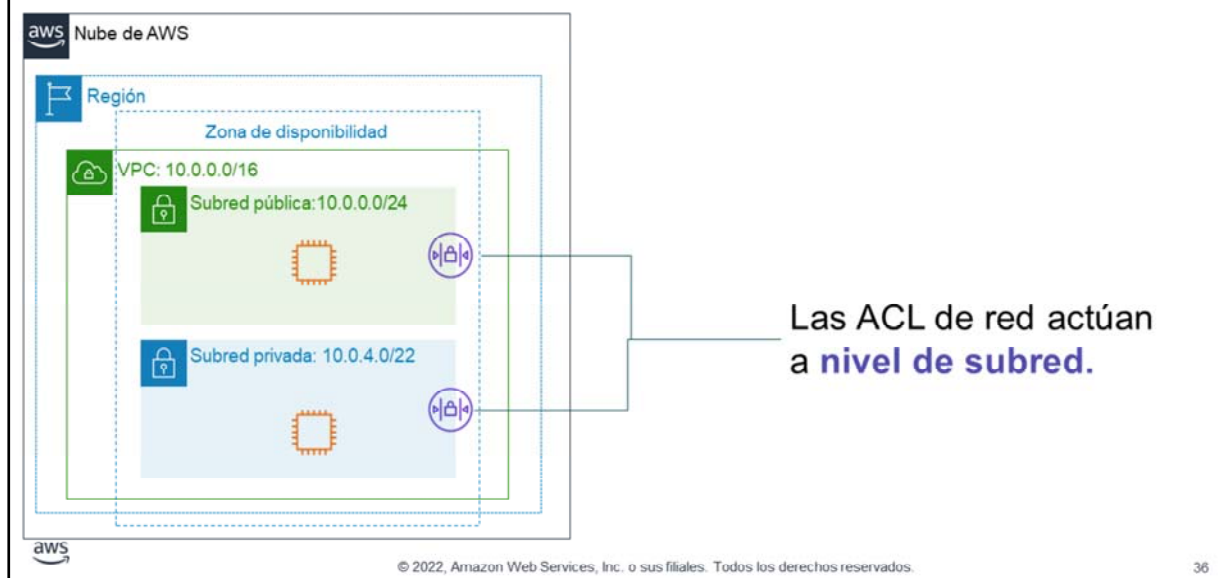 aws Nube de AWS
Región
Zona de disponibilidad
VPC: 10.0.0.0/16
Subred pública:10.0.0.0/24
Subred privada: 10.0.4.0/22
Las ACL de red actúan
a nivel de subred.
aws
© 2022, Amazon Web Services, Inc. o sus filiales. Todos los derechos reservados.
36